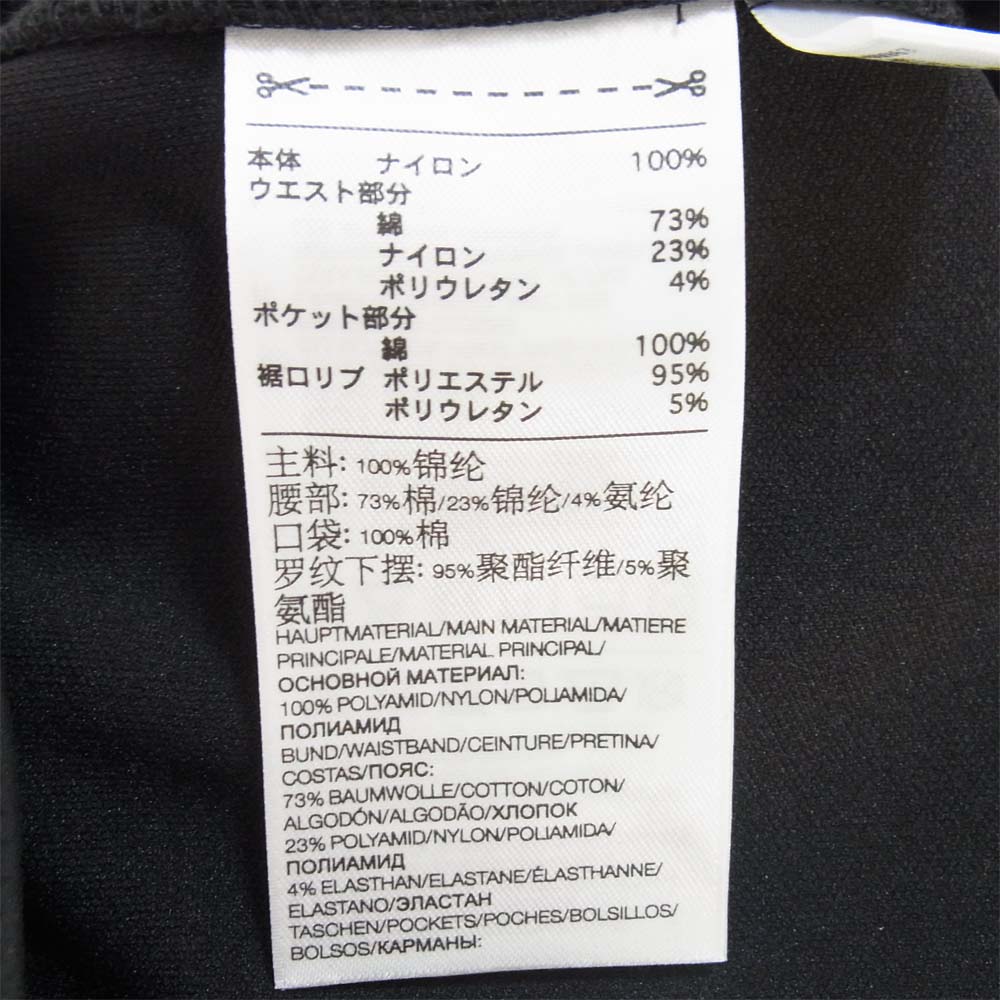 本体 ナイロン 100%
ウエスト部分
綿 73%
ナイロン 23%
ポリウレタン 4%
ポケット部分
綿 100%
裾口リブ ポリエステル 95%
ポリウレタン 5%
主料: 100%锦纶
腰部: 73%棉/23%锦纶/4%氨纶
口袋: 100%棉
罗纹下摆: 95%聚酯纤维/5%聚
氨酯
HAUPTMATERIAL/MAIN MATERIAL/MATIERE
PRINCIPALE/MATERIAL PRINCIPAL/
ОСНОВНОЙ МАТЕРИАЛ:
100% POLYAMID/NYLON/POLIAMIDA/
ПОЛИАМИД
BUND/WAISTBAND/CEINTURE/PRETINA/
COSTAS/ПОЯС:
73% BAUMWOLLE/COTTON/COTON/
ALGODÓN/ALGODÃO/ХЛОПОК
23% POLYAMID/NYLON/POLIAMIDA/
ПОЛИАМИД
4% ELASTHAN/ELASTANE/ÉLASTHANNE/
ELASTANO/ЭЛАСТАН
TASCHEN/POCKETS/POCHES/BOLSILLOS/
BOLSOS/КАРМАНЫ: